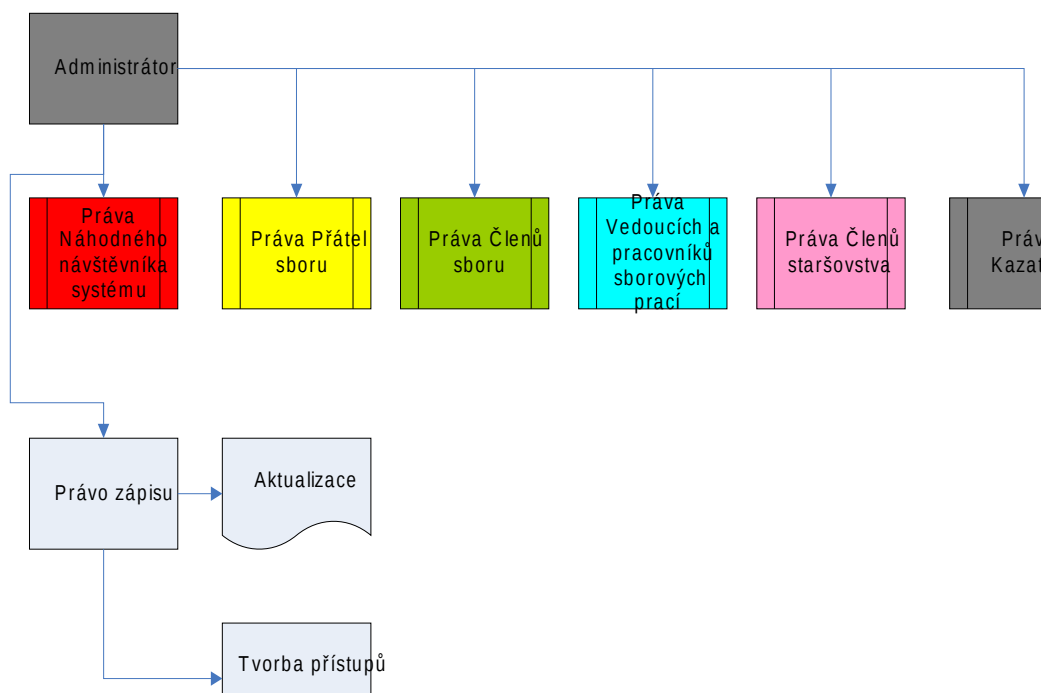 Administrátor
Práva
Náhodného
návštěvníka
systému
Práva Přátel
sboru
Práva Členů
sboru
Práva
Vedoucích a
pracovníků
sborových
prací
Práva Členů
staršovstva
Práv
Kazat
Právo zápisu
Aktualizace
Tvorba přístupů